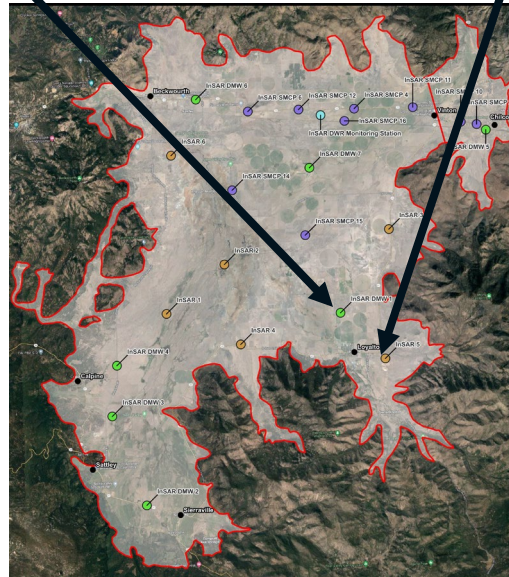 InSAR SMCP 11
InSAR DMW 6
Beckwourth
InSAR SMCP 12
InSAR SMCP 4
InSAR SMCP 6
Vinton
InSAR SMCP 16
InSAR DWR Monitoring Station
InSAR DMW 7
InSAR 6
InSAR SMCP 14
InSAR 3
InSAR SMCP 15
InSAR 2
InSAR DMW 1
InSAR 1
InSAR 4
Loyalton
InSAR 5
InSAR DMW 4
Calpine
InSAR DMW 3
Sattley
InSAR DMW 2
Sierraville